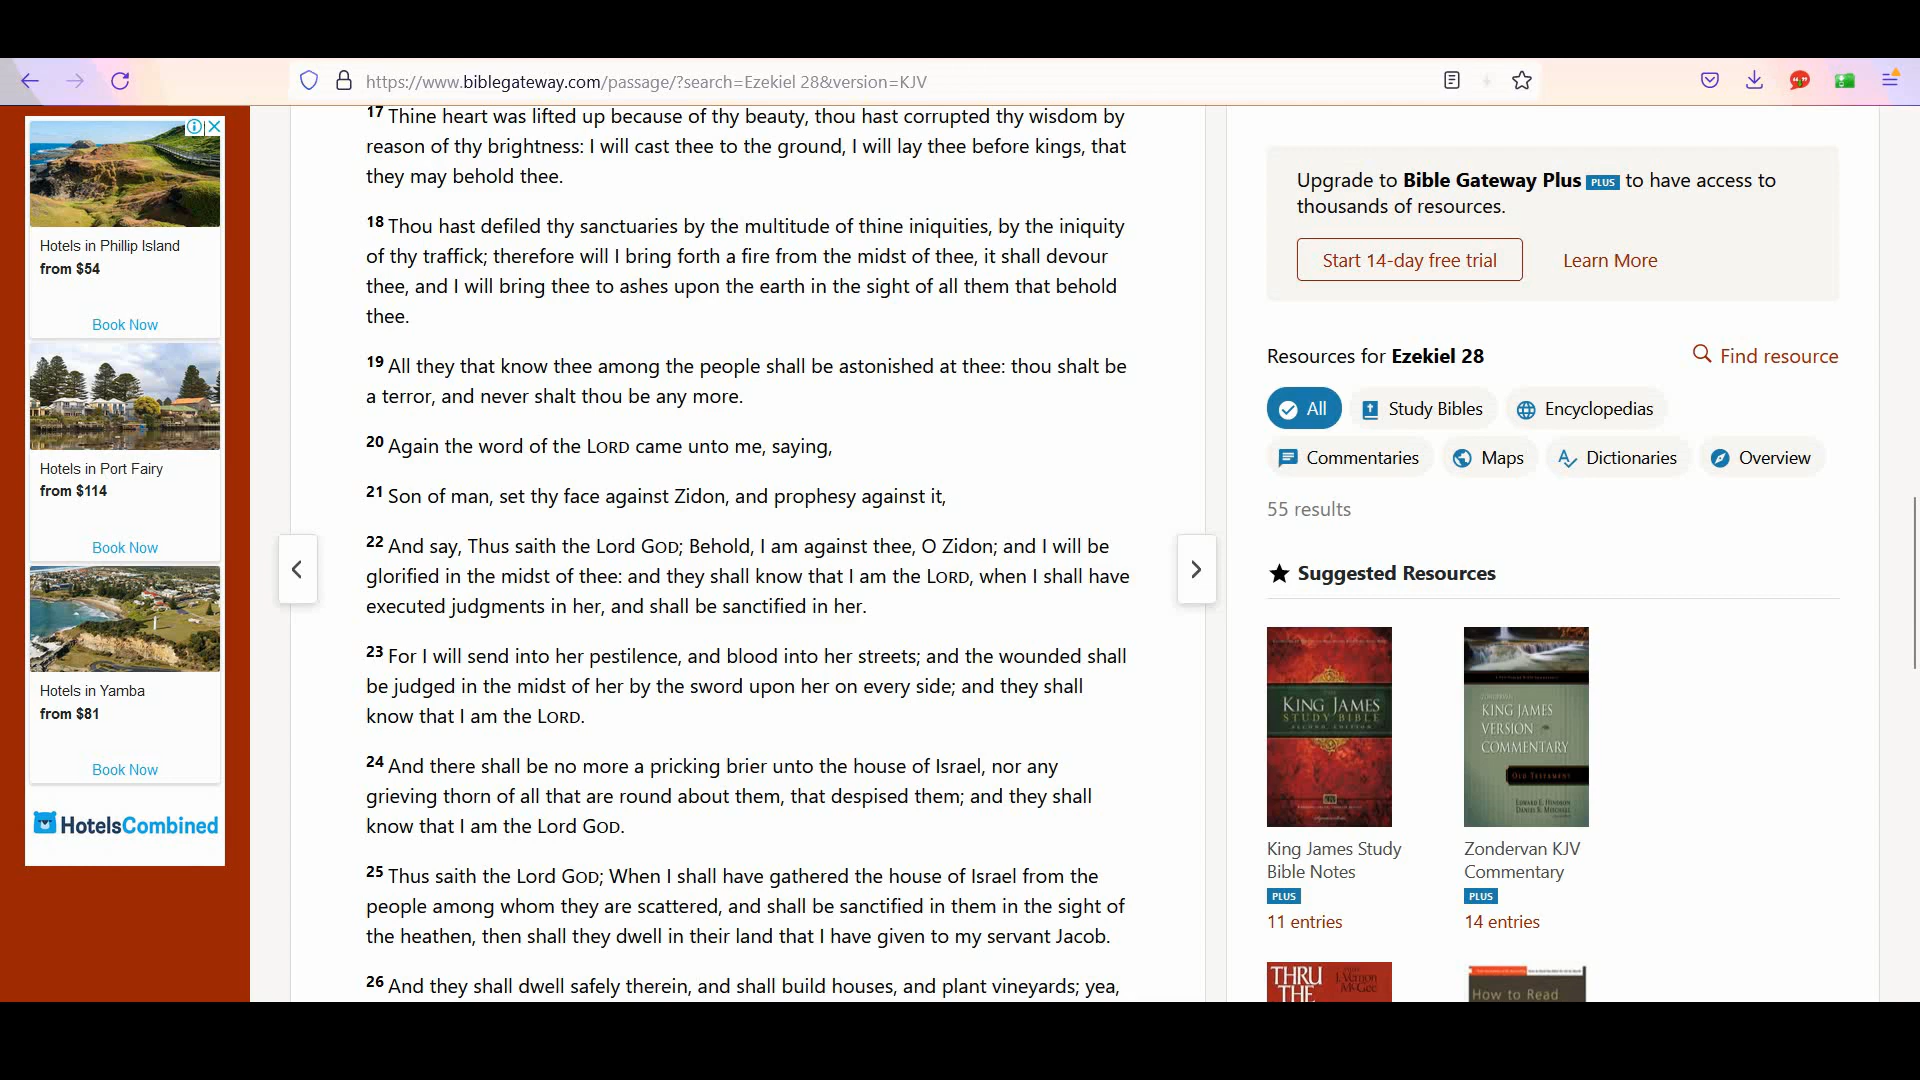 https://www.biblegateway.com/passage/?search=Ezekiel 28&version=KJV
Hotels in Phillip Island
from $54
Book Now
Hotels in Port Fairy
from $114
Book Now
Hotels in Yamba
from $81
Book Now
HotelsCombined
17 Thine heart was lifted up because of thy beauty, thou hast corrupted thy wisdom by
reason of thy brightness: I will cast thee to the ground, I will lay thee before kings, that
they may behold thee.
18 Thou hast defiled thy sanctuaries by the multitude of thine iniquities, by the iniquity
of thy traffick; therefore will I bring forth a fire from the midst of thee, it shall devour
thee, and I will bring thee to ashes upon the earth in the sight of all them that behold
thee.
19 All they that know thee among the people shall be astonished at thee: thou shalt be
a terror, and never shalt thou be any more.
20 Again the word of the LORD came unto me, saying,
21 Son of man, set thy face against Zidon, and prophesy against it,
22 And say, Thus saith the Lord GOD; Behold, I am against thee, O Zidon; and I will be
glorified in the midst of thee: and they shall know that I am the LORD, when I shall have
executed judgments in her, and shall be sanctified in her.
23 For I will send into her pestilence, and blood into her streets; and the wounded shall
be judged in the midst of her by the sword upon her on every side; and they shall
know that I am the LORD.
24 And there shall be no more a pricking brier unto the house of Israel, nor any
grieving thorn of all that are round about them, that despised them; and they shall
know that I am the Lord GOD.
25 Thus saith the Lord GOD; When I shall have gathered the house of Israel from the
people among whom they are scattered, and shall be sanctified in them in the sight of
the heathen, then shall they dwell in their land that I have given to my servant Jacob.
26 And they shall dwell safely therein, and shall build houses, and plant vineyards; yea,
Upgrade to Bible Gateway Plus PLUS to have access to
thousands of resources.
Start 14-day free trial
Learn More
Resources for Ezekiel 28
Find resource
All
Study Bibles
Encyclopedias
Commentaries
Maps
Dictionaries
Overview
55 results
Suggested Resources
KING JAMES
STUDY BIBLE
SECOND EDITION
ZONDERVAN
KING JAMES
VERSION
COMMENTARY
OLD TESTAMENT
EDWARD E. HINDSON
DANIEL R. MITCHELL
King James Study
Bible Notes
PLUS
11 entries
Zondervan KJV
Commentary
PLUS
14 entries
THRU
THE
J. Vernon
McGee
How to Read